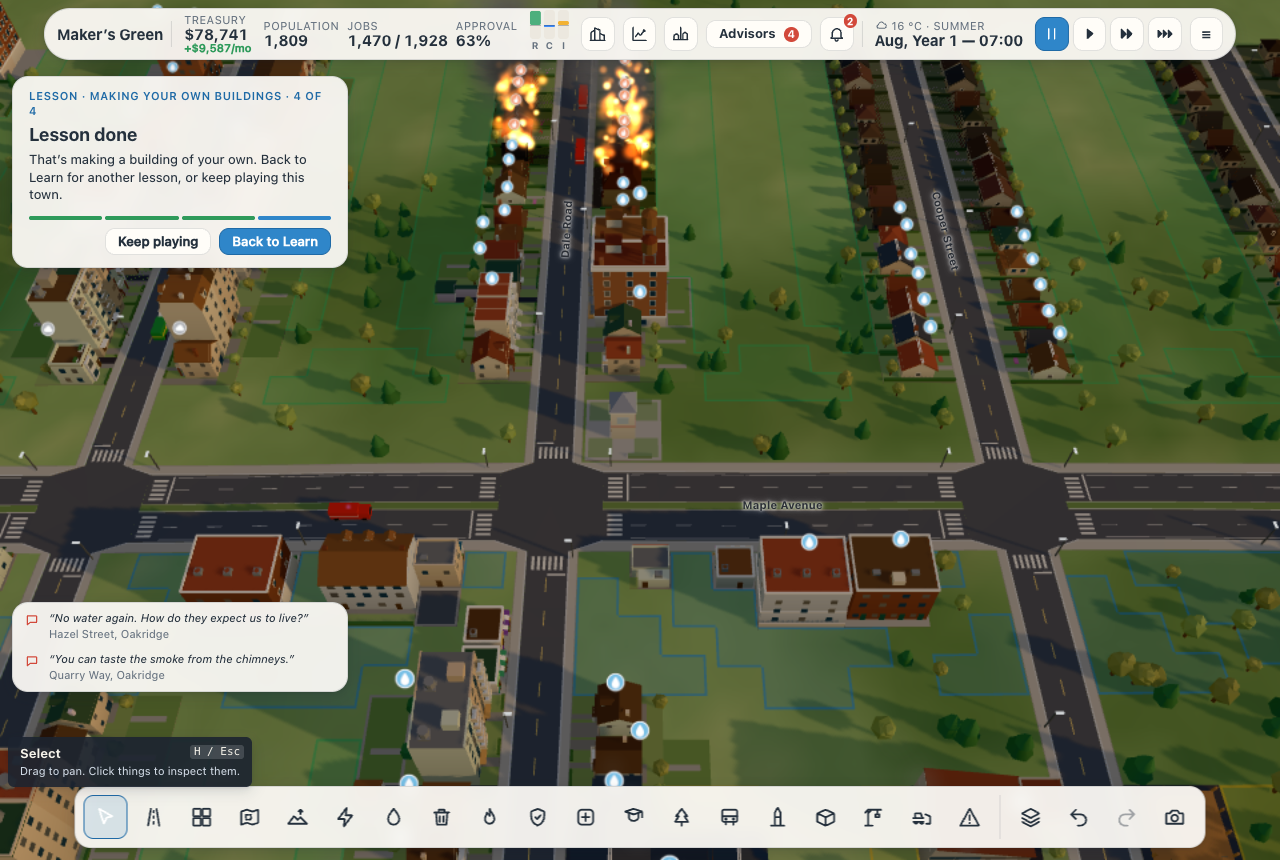 Maker's Green
TREASURY
$78,741
+$9,587/mo
POPULATION
1,809
JOBS
1,470 / 1,928
APPROVAL
63%
R C I
Advisors 4
2
16 °C · SUMMER
Aug, Year 1 — 07:00
LESSON · MAKING YOUR OWN BUILDINGS · 4 OF
4
Lesson done
That's making a building of your own. Back to
Learn for another lesson, or keep playing this
town.
Keep playing
Back to Learn
Dale Road
Cooper Street
Maple Avenue
"No water again. How do they expect us to live?"
Hazel Street, Oakridge
"You can taste the smoke from the chimneys."
Quarry Way, Oakridge
Select
H / Esc
Drag to pan. Click things to inspect them.